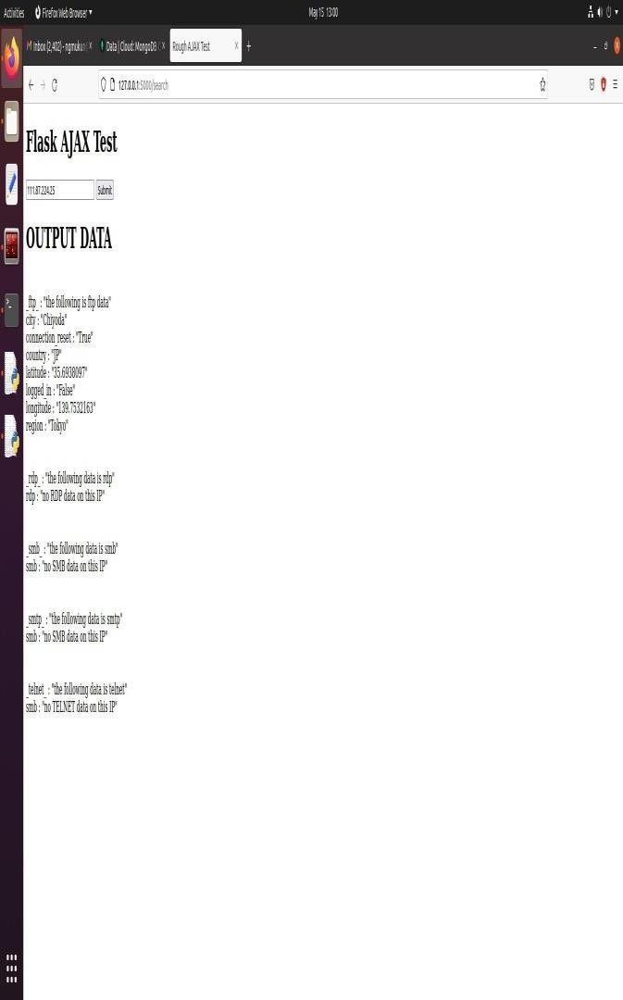 Activities Firefox Web Browser May 15 13:00
Inbox (2,402) - ngmukun Data | Cloud: MongoDB C Rough AJAX Test
127.0.0.1:5000/search
Flask AJAX Test
111.87.224.25 Submit
OUTPUT DATA
_ftp_ : "the following is ftp data"
city : "Chiyoda"
connection_reset : "True"
country : "JP"
latitude : "35.6938097"
logged_in : "False"
longitude : "139.7532163"
region : "Tokyo"
_rdp_ : "the following data is rdp"
rdp : "no RDP data on this IP"
_smb_ : "the following data is smb"
smb : "no SMB data on this IP"
_smtp_ : "the following data is smtp"
smb : "no SMB data on this IP"
_telnet_ : "the following data is telnet"
smb : "no TELNET data on this IP"